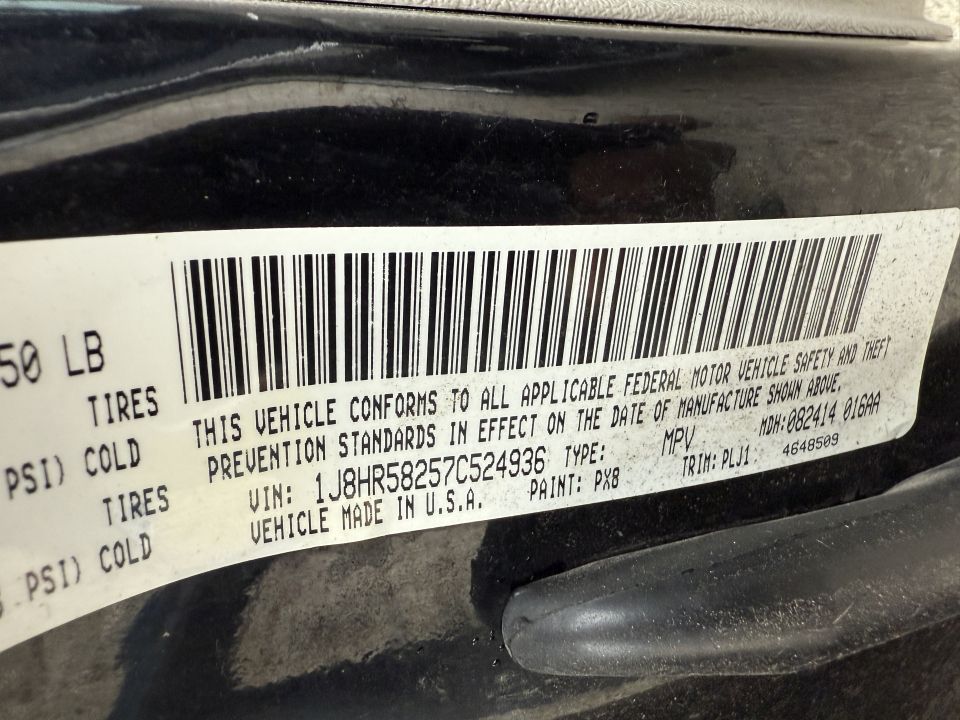 50 LB
TIRES
PSI) COLD
TIRES
PSI) COLD
THIS VEHICLE CONFORMS TO ALL APPLICABLE FEDERAL MOTOR VEHICLE SAFETY AND THEFT
PREVENTION STANDARDS IN EFFECT ON THE DATE OF MANUFACTURE SHOWN ABOVE.
VIN: 1J8HR58257C524936 TYPE: MPV MDH:082414 016AA
VEHICLE MADE IN U.S.A. PAINT: PX8 TRIM: PLJ1 4648509